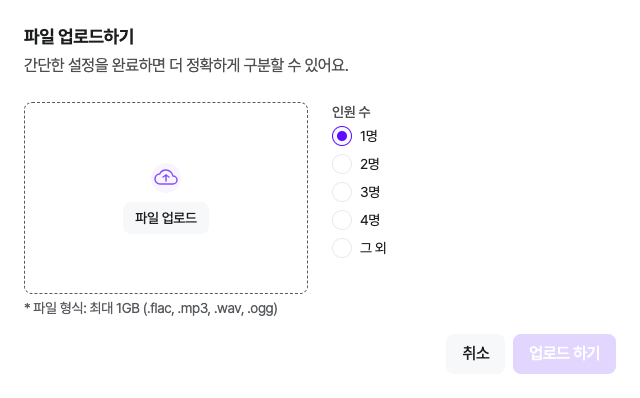 파일 업로드하기
간단한 설정을 완료하면 더 정확하게 구분할 수 있어요.
인원 수
1명
2명
3명
4명
그 외
파일 업로드
* 파일 형식: 최대 1GB (.flac, .mp3, .wav, .ogg)
취소
업로드 하기